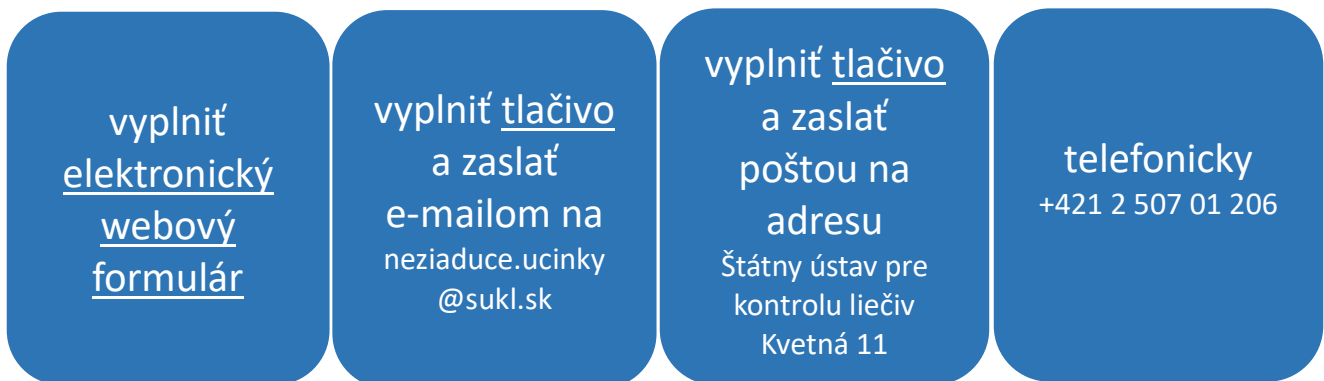 vyplniť
elektronický
webový
formulár
vyplniť tlačivo
a zaslať
e-mailom na
neziaduce.ucinky
@sukl.sk
vyplniť tlačivo
a zaslať
poštou na
adresu
Štátny ústav pre
kontrolu liečiv
Kvetná 11
telefonicky
+421 2 507 01 206